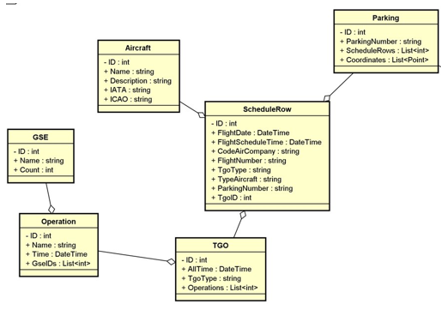 Parking
- ID : int
+ ParkingNumber : string
+ ScheduleRows : List<int>
+ Coordinates : List<Point>
Aircraft
- ID : int
+ Name : string
+ Description : string
+ IATA : string
+ ICAO : string
ScheduleRow
- ID : int
+ FlightDate : DateTime
+ FlightScheduleTime : DateTime
+ CodeAirCompany : string
+ FlightNumber : string
+ TgoType : string
+ TypeAircraft : string
+ ParkingNumber : string
+ TgoID : int
GSE
- ID : int
+ Name : string
+ Count : int
Operation
- ID : int
+ Name : string
+ Time : DateTime
+ GseIDs : List<int>
TGO
- ID : int
+ AllTime : DateTime
+ TgoType : string
+ Operations : List<int>